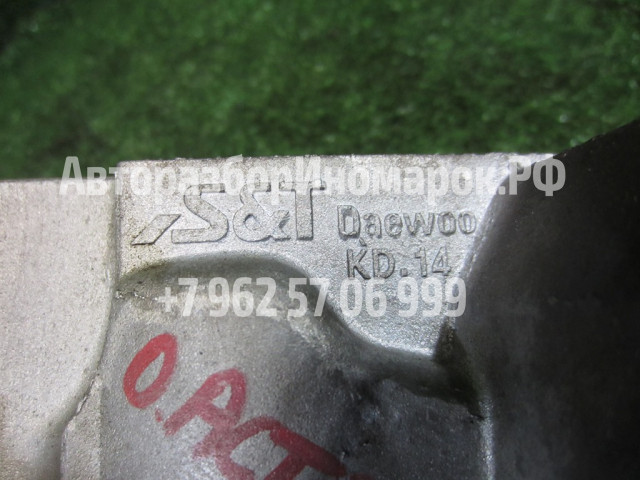 АвторазборИномарок.РФ
S&T Daewoo
KD.14
+7 962 57 06 999